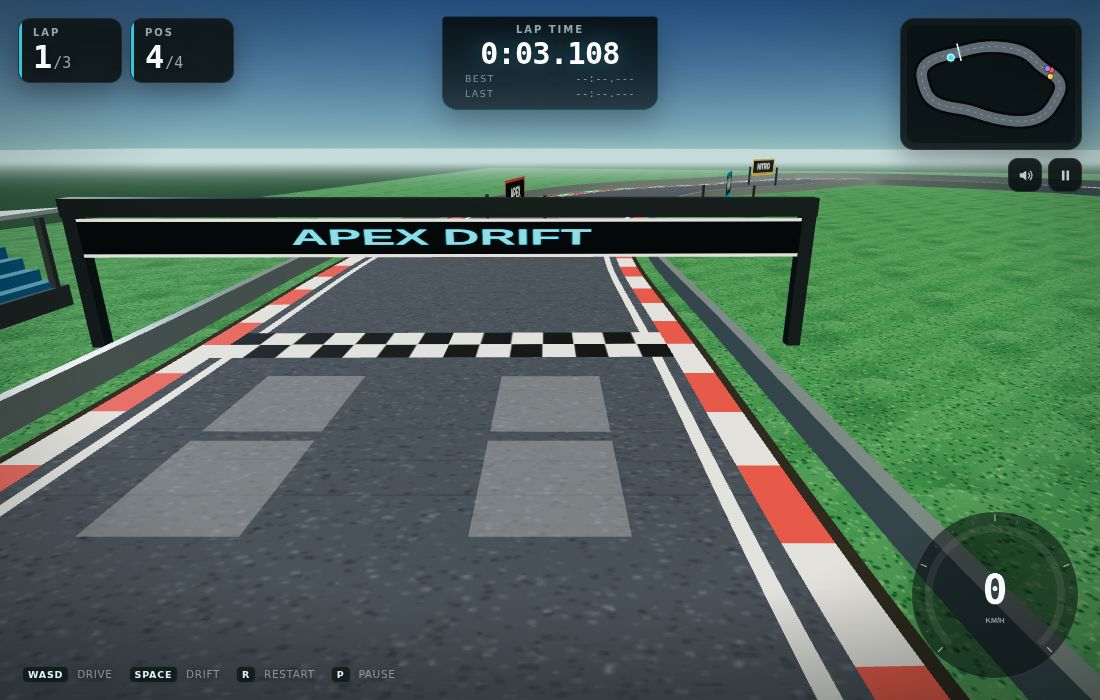 LAP
1/3
POS
4/4
LAP TIME
0:03.108
BEST --:--.---
LAST --:--.---
NITRO
APEX
APEX DRIFT
0
KM/H
WASD DRIVE SPACE DRIFT R RESTART P PAUSE